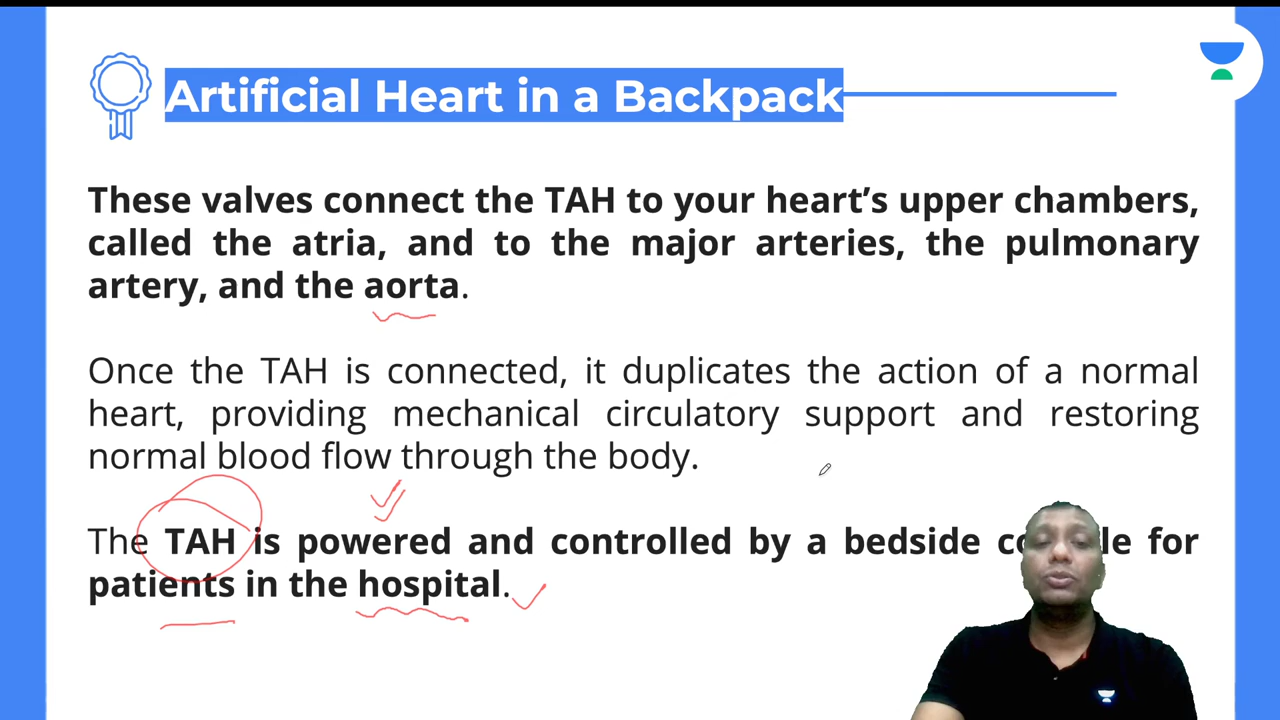 Artificial Heart in a Backpack
These valves connect the TAH to your heart’s upper chambers,
called the atria, and to the major arteries, the pulmonary
artery, and the aorta.
Once the TAH is connected, it duplicates the action of a normal
heart, providing mechanical circulatory support and restoring
normal blood flow through the body.
The TAH is powered and controlled by a bedside for
patients in the hospital.